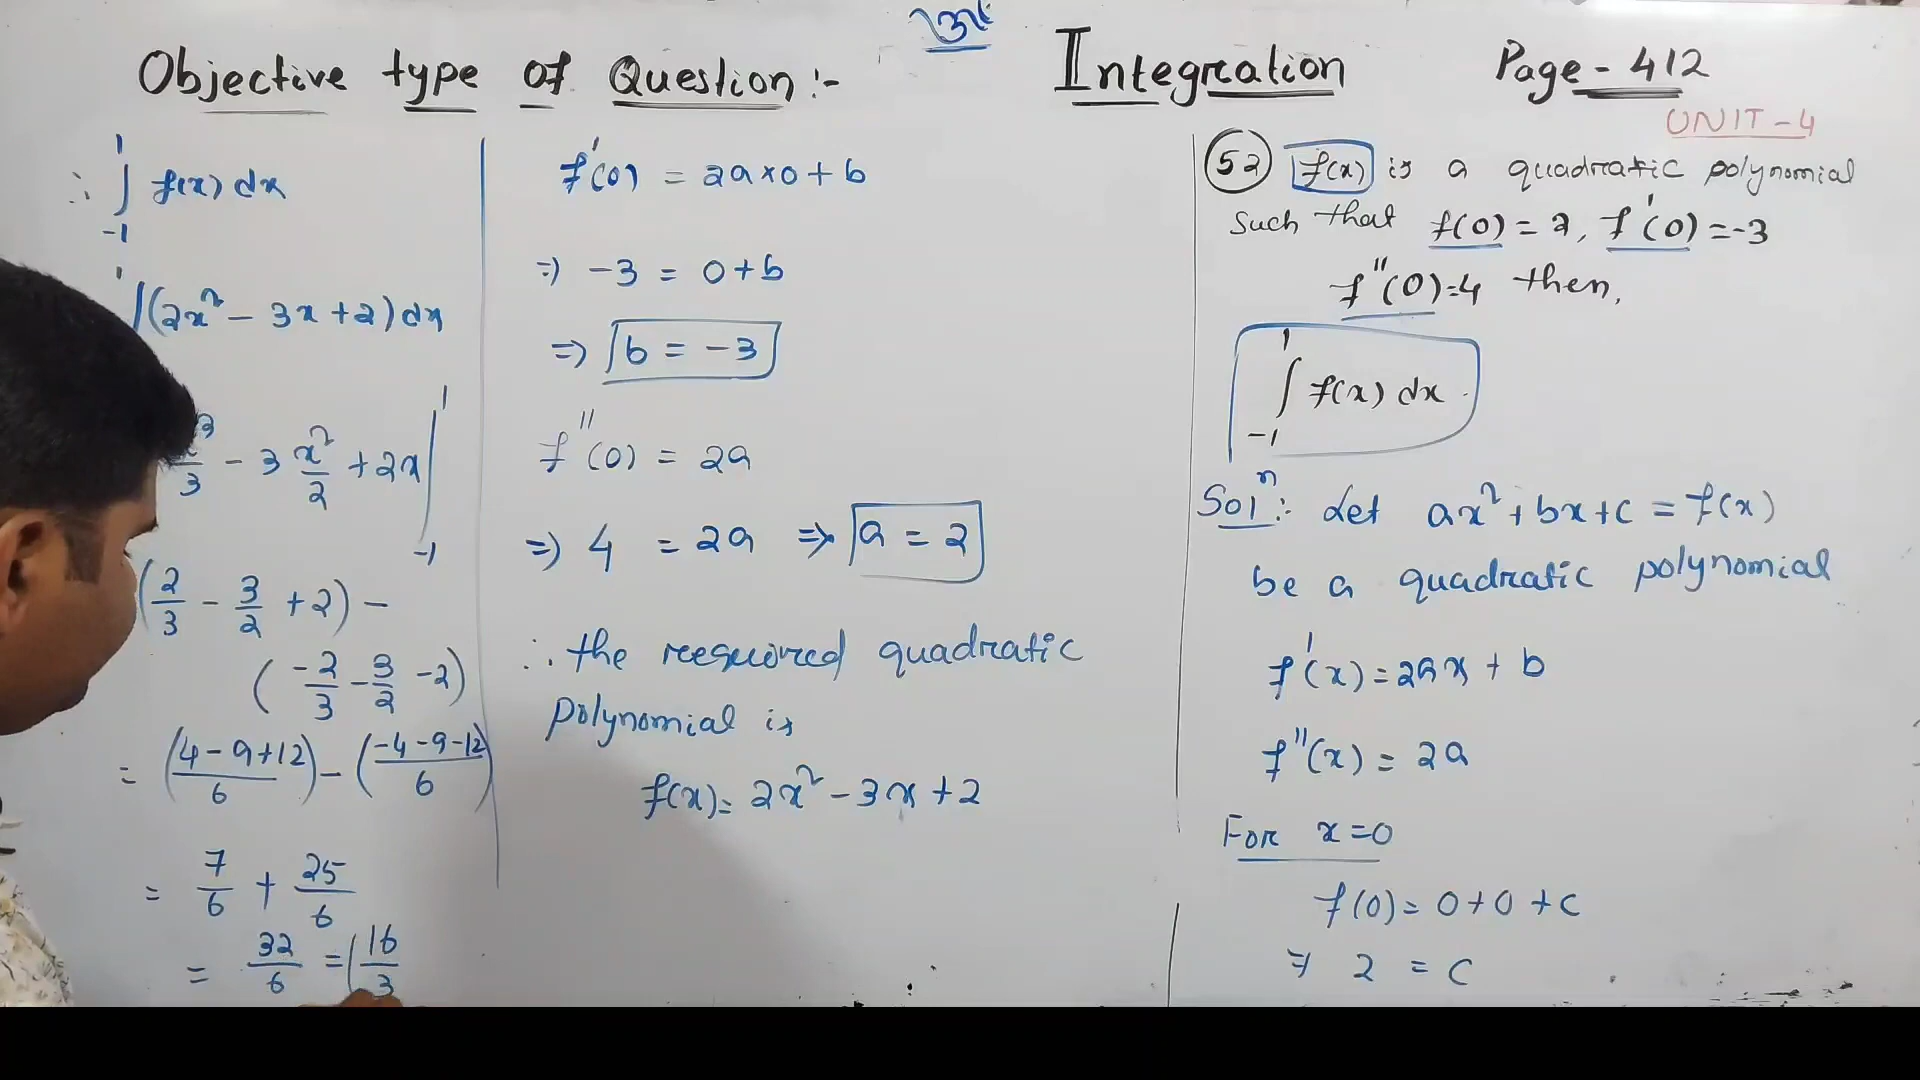 Objective type of Question :-
Integration
Page - 412
UNIT - 4
(52) f(x) is a quadratic polynomial
such that f(0) = 2, f'(0) = -3
f''(0) = 4 then,
∫₋₁¹ f(x) dx.
Solⁿ:- Let ax² + bx + c = f(x)
be a quadratic polynomial
f'(x) = 2ax + b
f''(x) = 2a
For x = 0
f(0) = 0 + 0 + c
⇒ 2 = c
f'(0) = 2a × 0 + b
⇒ -3 = 0 + b
⇒ b = -3
f''(0) = 2a
⇒ 4 = 2a ⇒ a = 2
∴ the required quadratic
polynomial is
f(x) = 2x² - 3x + 2
∴ ∫₋₁¹ f(x) dx
∫(2x² - 3x + 2) dx
x³/3 - 3 x²/2 + 2x |₋₁¹
(2/3 - 3/2 + 2) -
(-2/3 - 3/2 - 2)
= ((4 - 9 + 12)/6) - ((-4 - 9 - 12)/6)
= 7/6 + 25/6
= 32/6 = 16/3